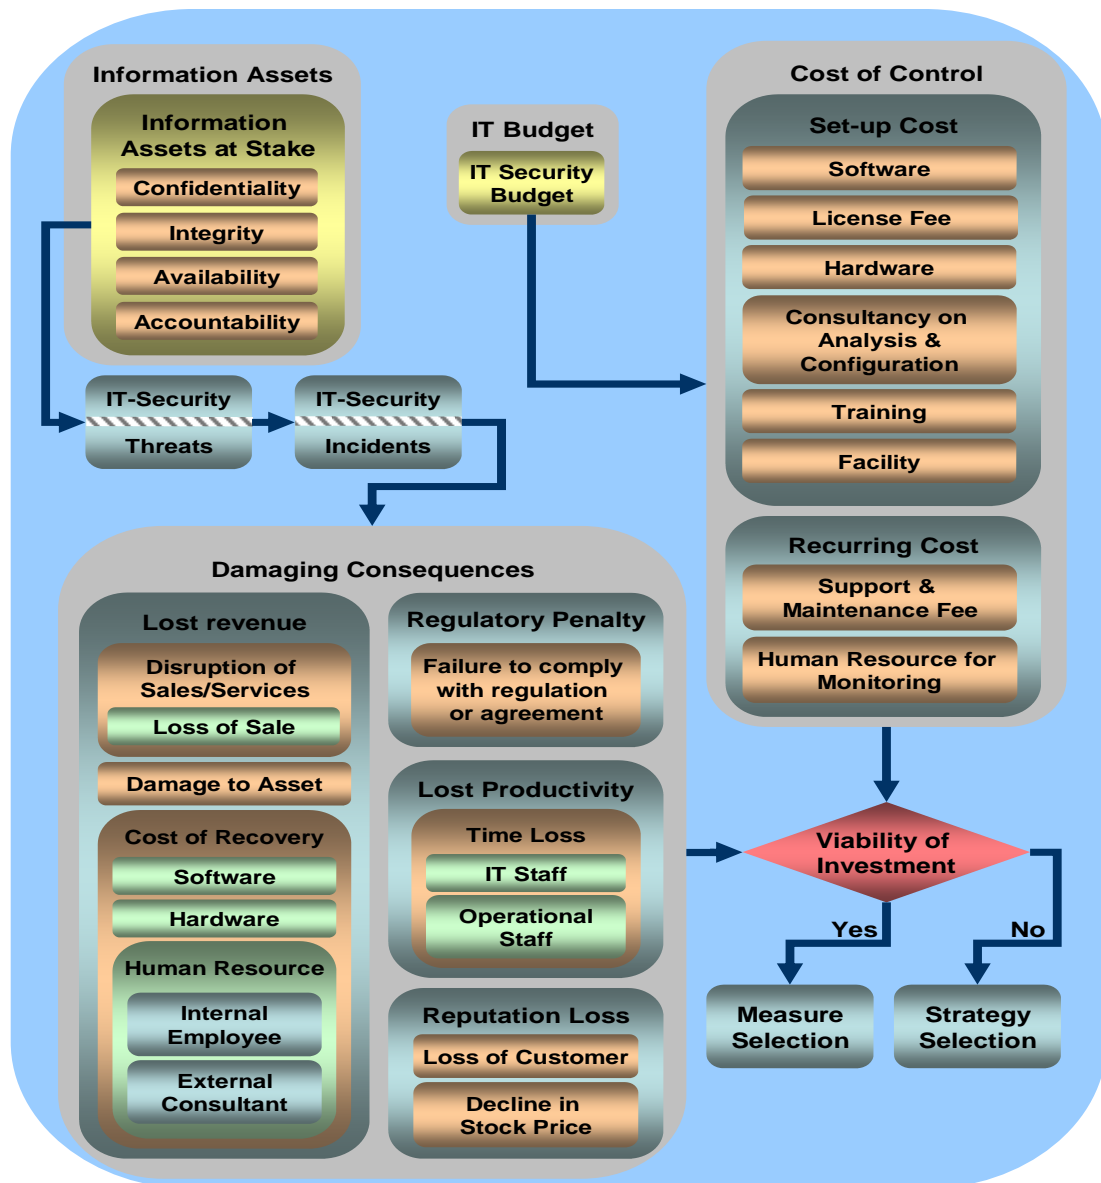 Information Assets
Information
Assets at Stake
Confidentiality
Integrity
Availability
Accountability
IT Budget
IT Security
Budget
Cost of Control
Set-up Cost
Software
License Fee
Hardware
Consultancy on
Analysis &
Configuration
Training
Facility
Recurring Cost
Support &
Maintenance Fee
Human Resource for
Monitoring
IT-Security
Threats
IT-Security
Incidents
Damaging Consequences
Lost revenue
Disruption of
Sales/Services
Loss of Sale
Damage to Asset
Cost of Recovery
Software
Hardware
Human Resource
Internal
Employee
External
Consultant
Regulatory Penalty
Failure to comply
with regulation
or agreement
Lost Productivity
Time Loss
IT Staff
Operational
Staff
Reputation Loss
Loss of Customer
Decline in
Stock Price
Viability of
Investment
Yes
No
Measure
Selection
Strategy
Selection